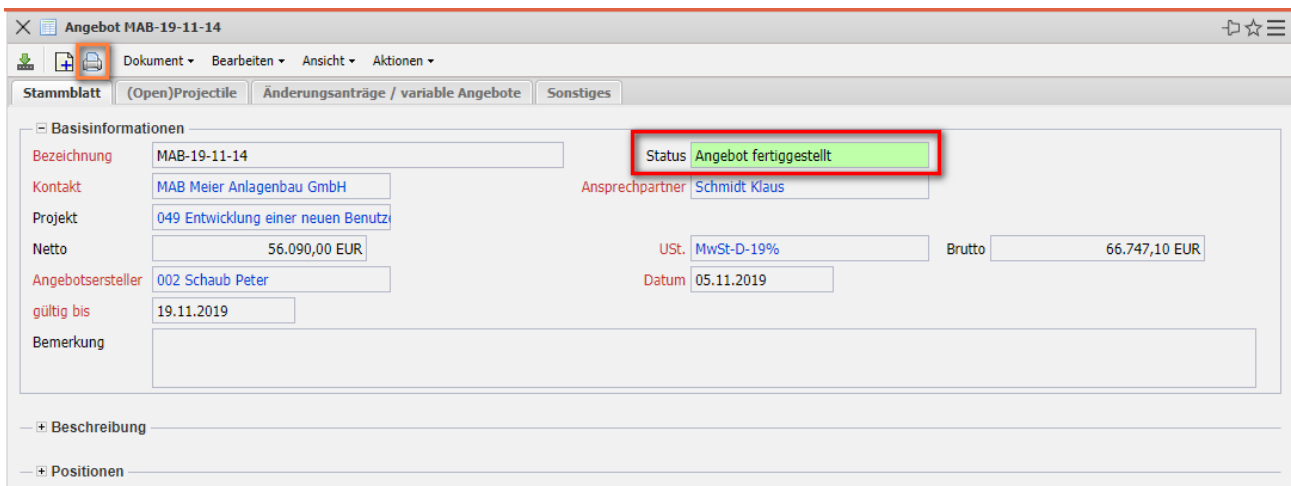 Angebot MAB-19-11-14
Dokument Bearbeiten Ansicht Aktionen
Stammblatt (Open)Projectile Änderungsanträge / variable Angebote Sonstiges
Basisinformationen
Bezeichnung MAB-19-11-14 Status Angebot fertiggestellt
Kontakt MAB Meier Anlagenbau GmbH Ansprechpartner Schmidt Klaus
Projekt 049 Entwicklung einer neuen Benutze
Netto 56.090,00 EUR USt. MwSt-D-19% Brutto 66.747,10 EUR
Angebotsersteller 002 Schaub Peter Datum 05.11.2019
gültig bis 19.11.2019
Bemerkung
Beschreibung
Positionen